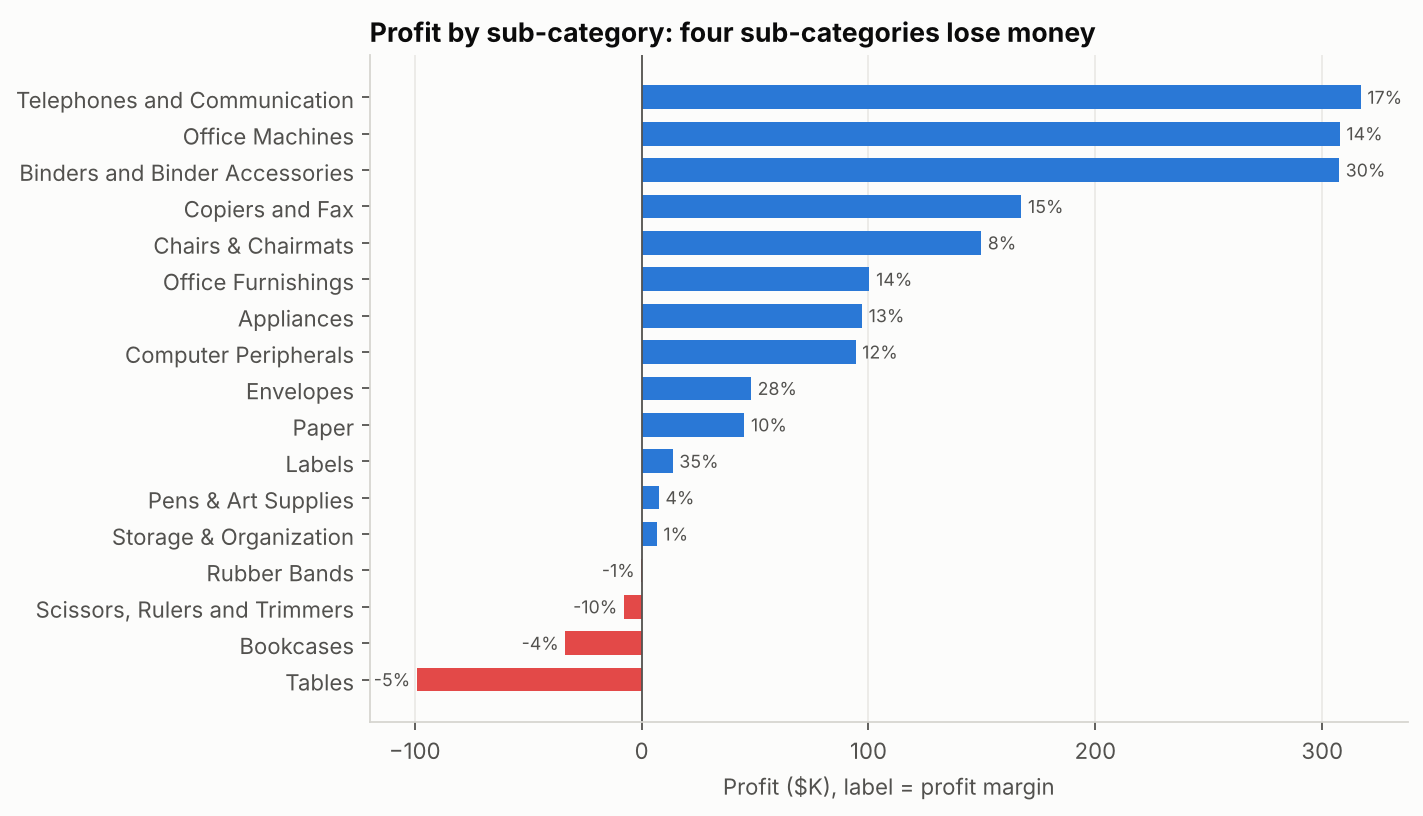 Profit by sub-category: four sub-categories lose money
Telephones and Communication 17%
Office Machines 14%
Binders and Binder Accessories 30%
Copiers and Fax 15%
Chairs & Chairmats 8%
Office Furnishings 14%
Appliances 13%
Computer Peripherals 12%
Envelopes 28%
Paper 10%
Labels 35%
Pens & Art Supplies 4%
Storage & Organization 1%
Rubber Bands -1%
Scissors, Rulers and Trimmers -10%
Bookcases -4%
Tables -5%
−100 0 100 200 300
Profit ($K), label = profit margin